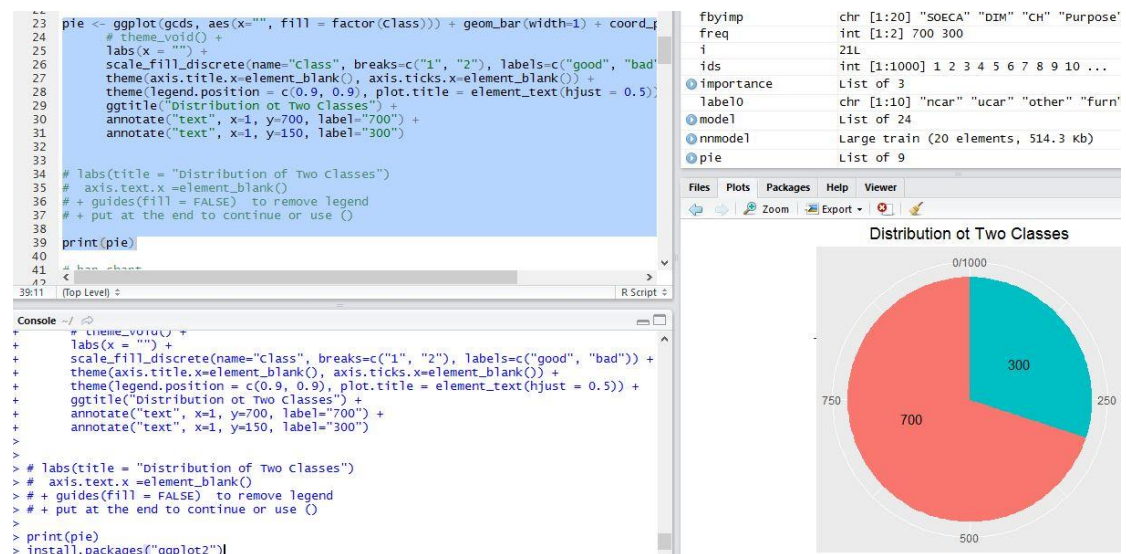 23 pie <- ggplot(gcds, aes(x="", fill = factor(Class))) + geom_bar(width=1) + coord_p
24 # theme_void() +
25 labs(x = "") +
26 scale_fill_discrete(name="Class", breaks=c("1", "2"), labels=c("good", "bad"
27 theme(axis.title.x=element_blank(), axis.ticks.x=element_blank()) +
28 theme(legend.position = c(0.9, 0.9), plot.title = element_text(hjust = 0.5))
29 ggtitle("Distribution ot Two Classes") +
30 annotate("text", x=1, y=700, label="700") +
31 annotate("text", x=1, y=150, label="300")
32
33
34 # labs(title = "Distribution of Two Classes")
35 # axis.text.x =element_blank()
36 # + guides(fill = FALSE) to remove legend
37 # + put at the end to continue or use ()
38
39 print(pie)
40
41 # bar chart
42
39:11 (Top Level) R Script
Console ~/
+ # theme_void() +
+ labs(x = "") +
+ scale_fill_discrete(name="Class", breaks=c("1", "2"), labels=c("good", "bad")) +
+ theme(axis.title.x=element_blank(), axis.ticks.x=element_blank()) +
+ theme(legend.position = c(0.9, 0.9), plot.title = element_text(hjust = 0.5)) +
+ ggtitle("Distribution ot Two Classes") +
+ annotate("text", x=1, y=700, label="700") +
+ annotate("text", x=1, y=150, label="300")
>
>
> # labs(title = "Distribution of Two Classes")
> # axis.text.x =element_blank()
> # + guides(fill = FALSE) to remove legend
> # + put at the end to continue or use ()
>
> print(pie)
> install.packages("ggplot2")
fbyimp chr [1:20] "SOECA" "DIM" "CH" "Purpose"
freq int [1:2] 700 300
i 21L
ids int [1:1000] 1 2 3 4 5 6 7 8 9 10 ...
importance List of 3
label0 chr [1:10] "ncar" "ucar" "other" "furn"
model List of 24
nnmodel Large train (20 elements, 514.3 Kb)
pie List of 9
Files Plots Packages Help Viewer
Zoom Export
Distribution ot Two Classes
0/1000
300
750
250
700
500